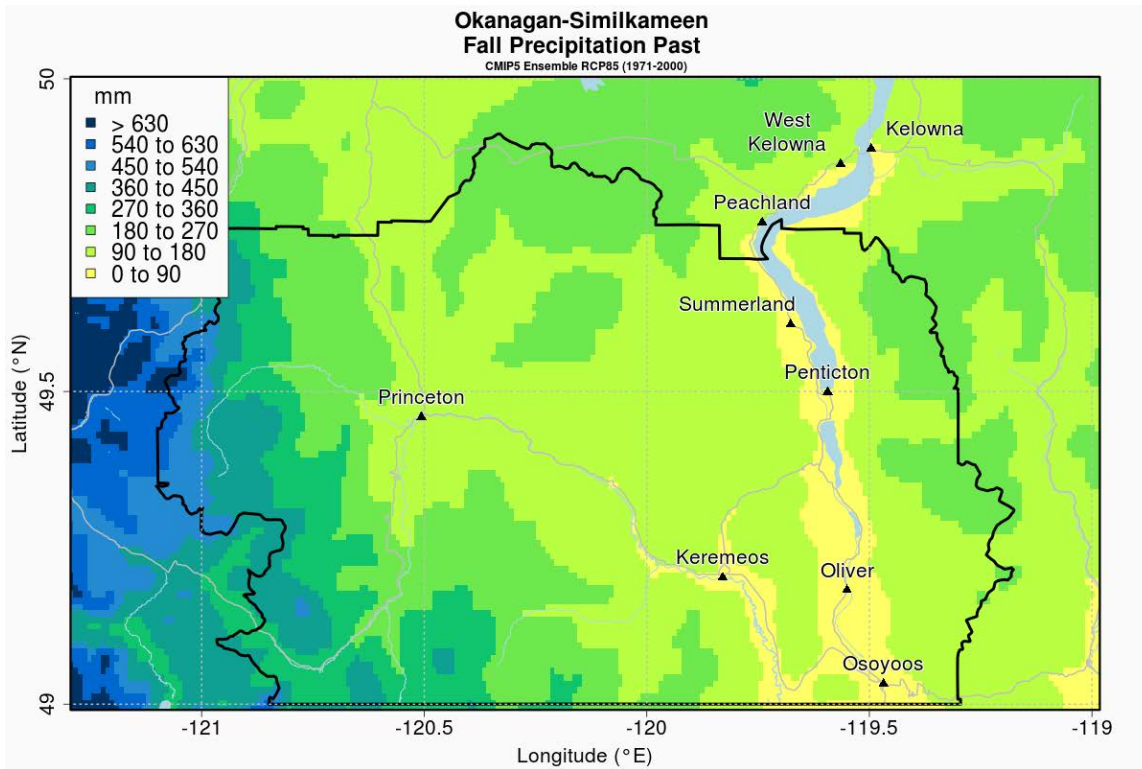 Okanagan-Similkameen
Fall Precipitation Past
CMIP5 Ensemble RCP85 (1971-2000)
mm
> 630
540 to 630
450 to 540
360 to 450
270 to 360
180 to 270
90 to 180
0 to 90
West
Kelowna
Kelowna
Peachland
Summerland
Penticton
Princeton
Keremeos
Oliver
Osoyoos
50
49.5
49
Latitude (°N)
-121
-120.5
-120
-119.5
-119
Longitude (°E)